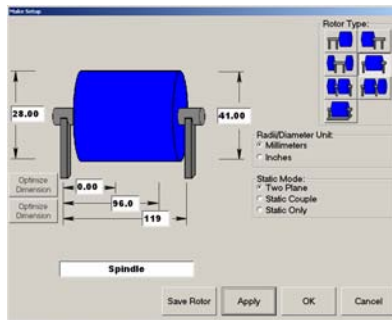 Make Setup
Rotor Type:
28.00
41.00
Radii/Diameter Unit:
Millimeters
Inches
Optimize
Dimension
0.00
Static Mode:
Two Plane
96.0
Static Couple
Optimize
Dimension
119
Static Only
Spindle
Save Rotor
Apply
OK
Cancel